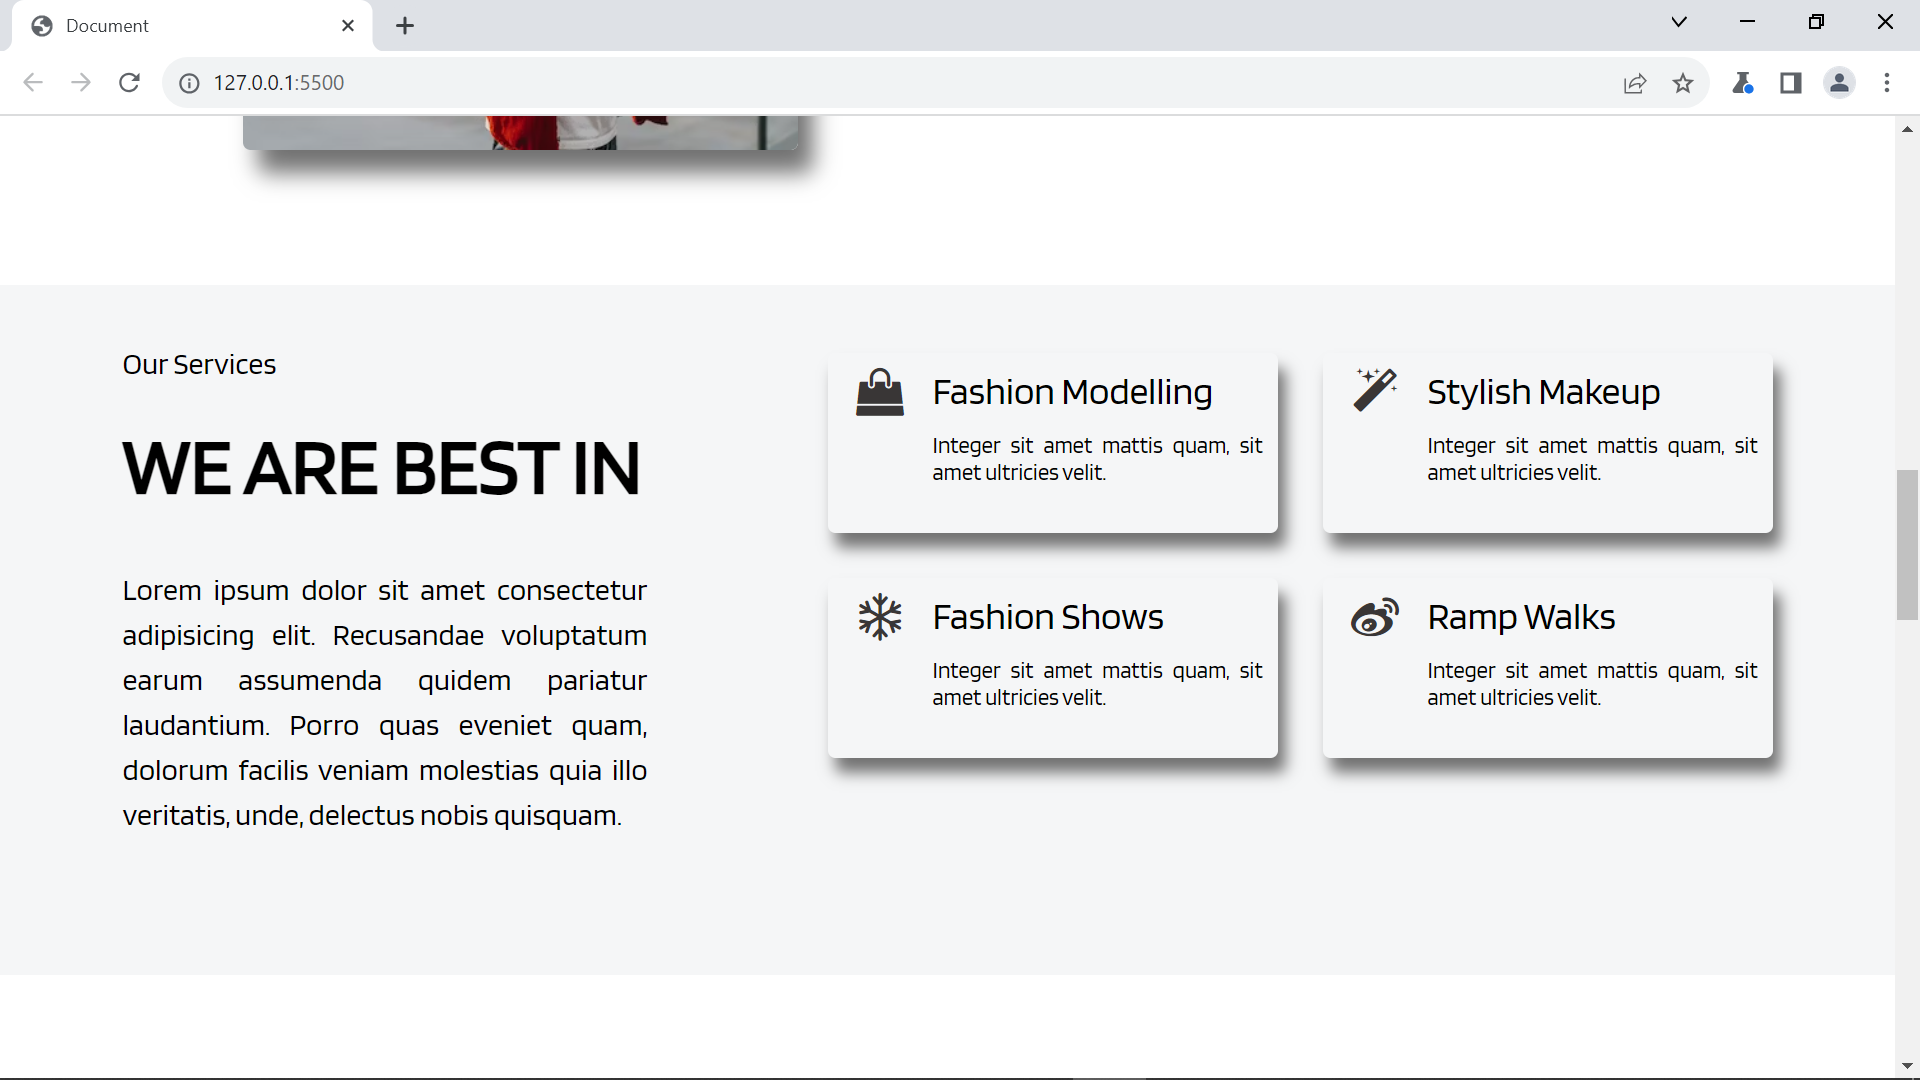 Document
127.0.0.1:5500
Our Services
WE ARE BEST IN
Lorem ipsum dolor sit amet consectetur
adipisicing elit. Recusandae voluptatum
earum assumenda quidem pariatur
laudantium. Porro quas eveniet quam,
dolorum facilis veniam molestias quia illo
veritatis, unde, delectus nobis quisquam.
Fashion Modelling
Integer sit amet mattis quam, sit
amet ultricies velit.
Stylish Makeup
Integer sit amet mattis quam, sit
amet ultricies velit.
Fashion Shows
Integer sit amet mattis quam, sit
amet ultricies velit.
Ramp Walks
Integer sit amet mattis quam, sit
amet ultricies velit.